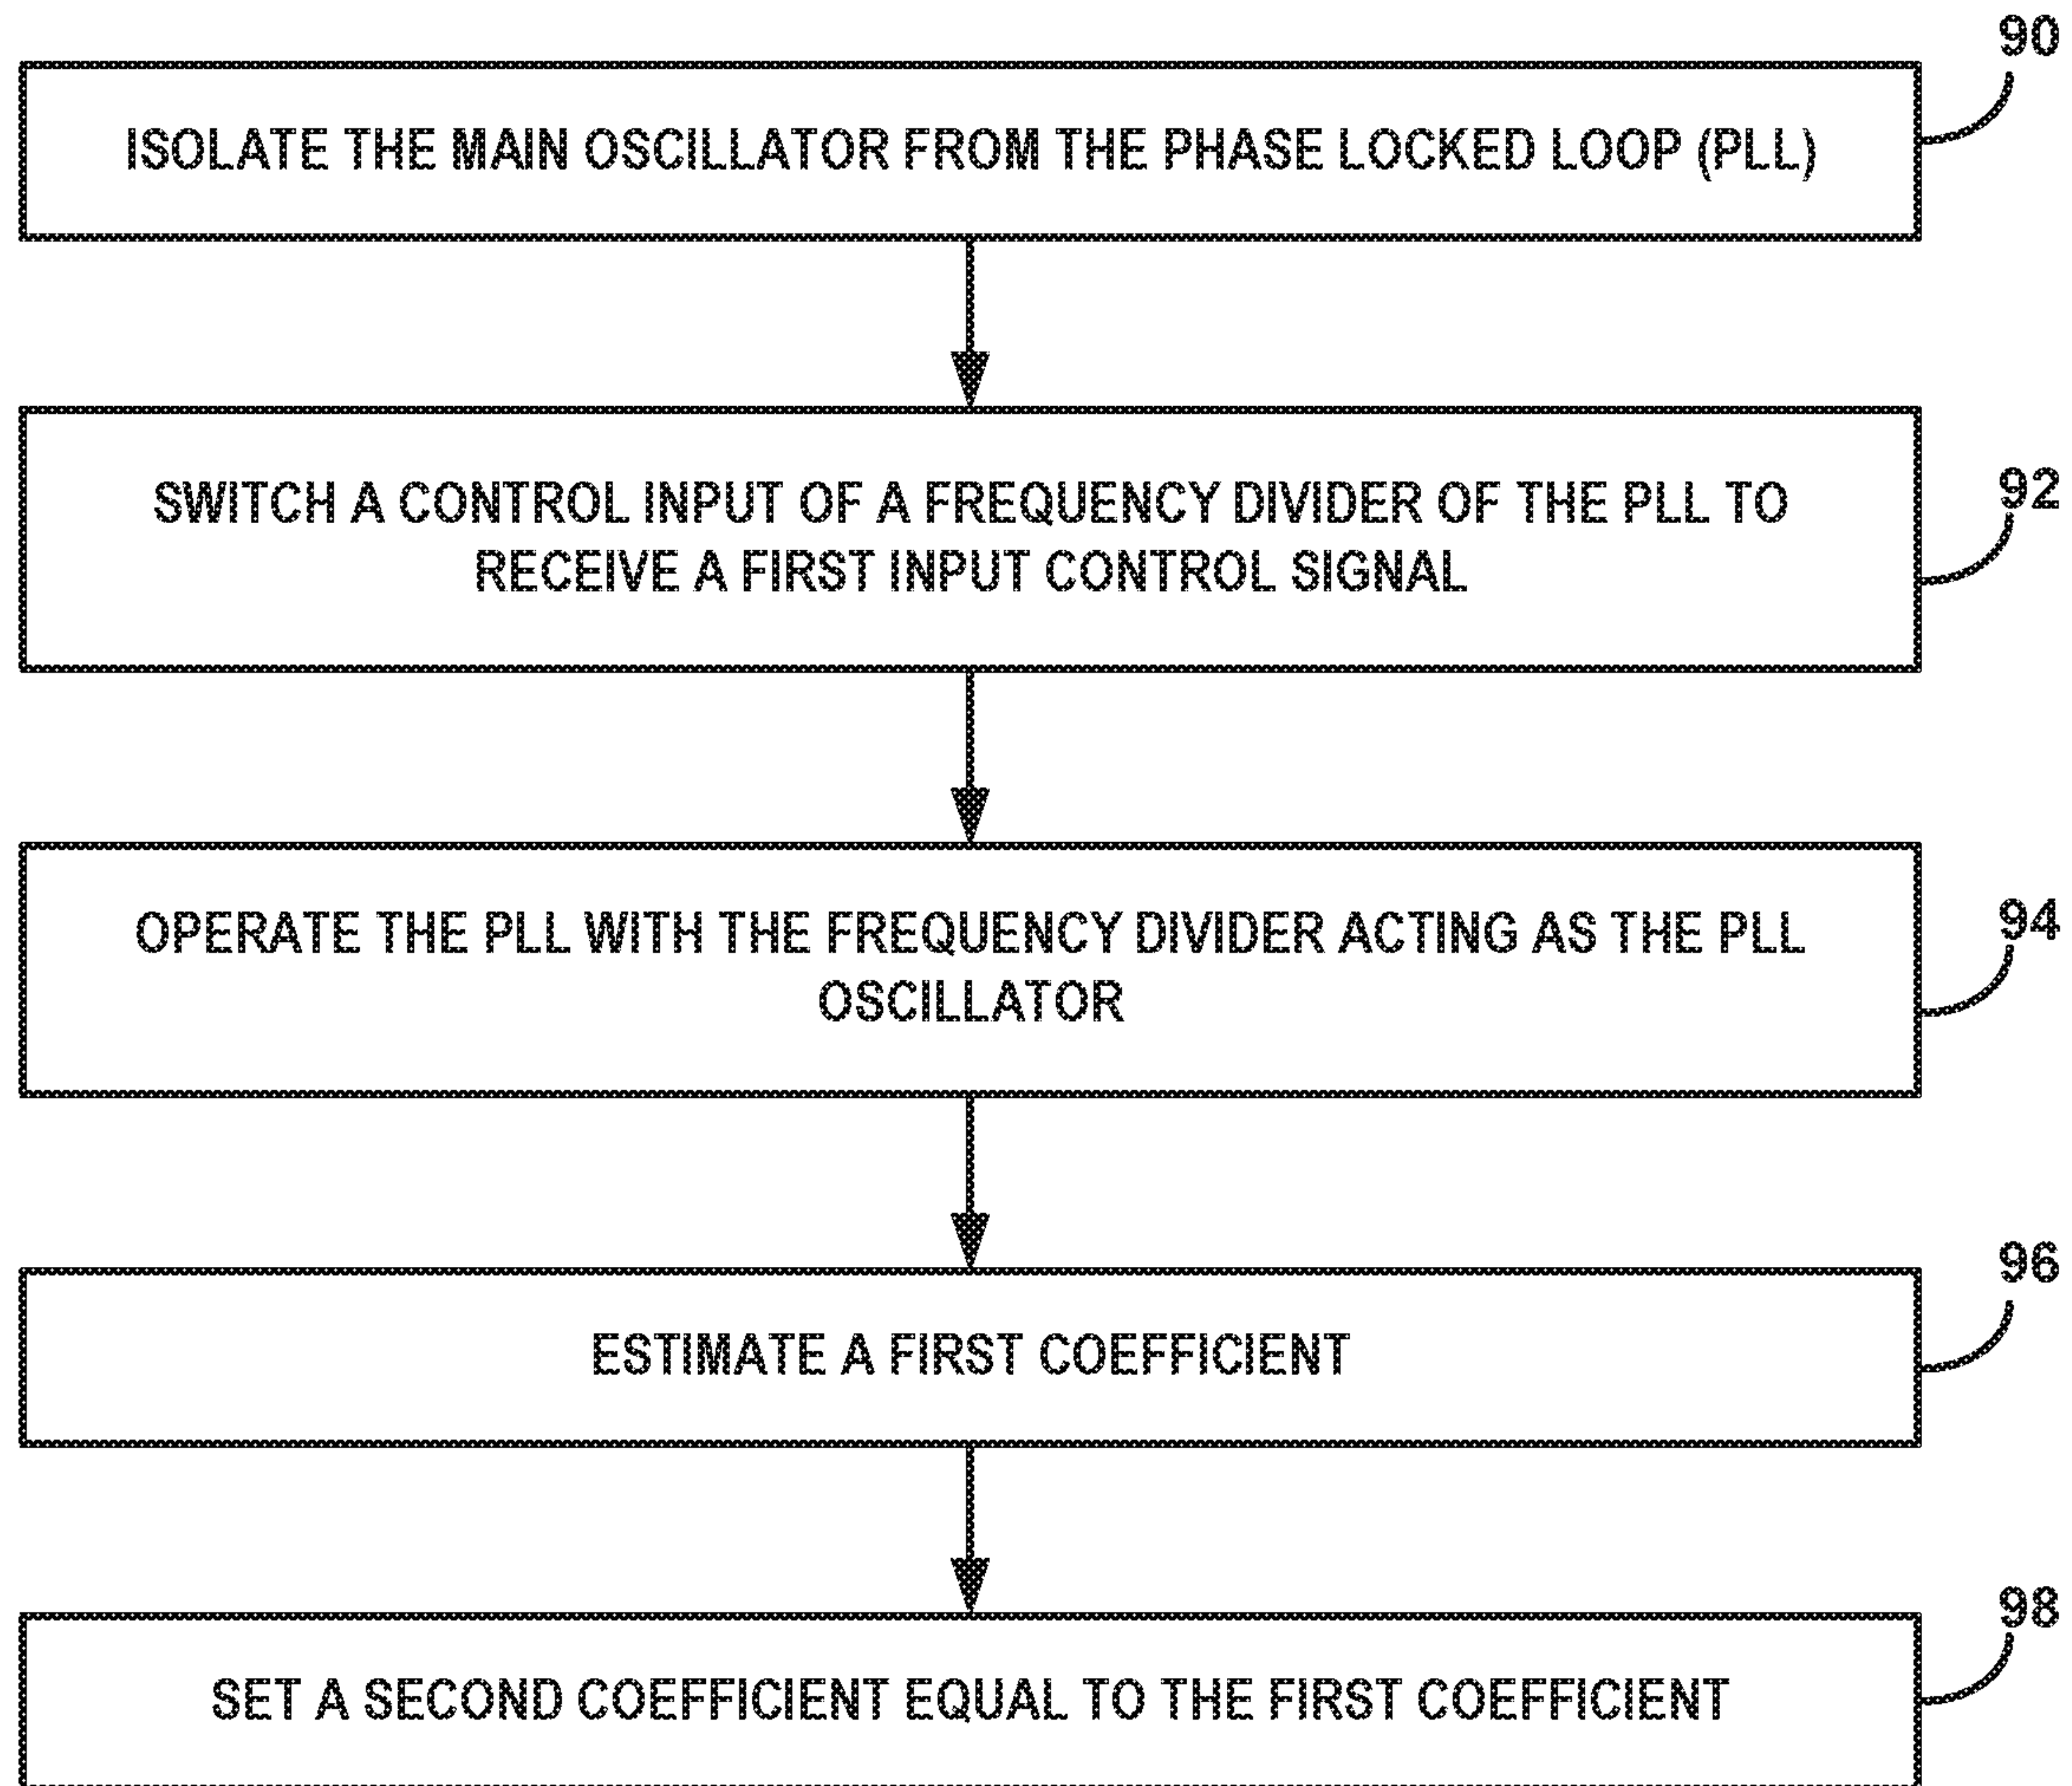 90
ISOLATE THE MAIN OSCILLATOR FROM THE PHASE LOCKED LOOP (PLL)
92
SWITCH A CONTROL INPUT OF A FREQUENCY DIVIDER OF THE PLL TO
RECEIVE A FIRST INPUT CONTROL SIGNAL
94
OPERATE THE PLL WITH THE FREQUENCY DIVIDER ACTING AS THE PLL
OSCILLATOR
96
ESTIMATE A FIRST COEFFICIENT
98
SET A SECOND COEFFICIENT EQUAL TO THE FIRST COEFFICIENT